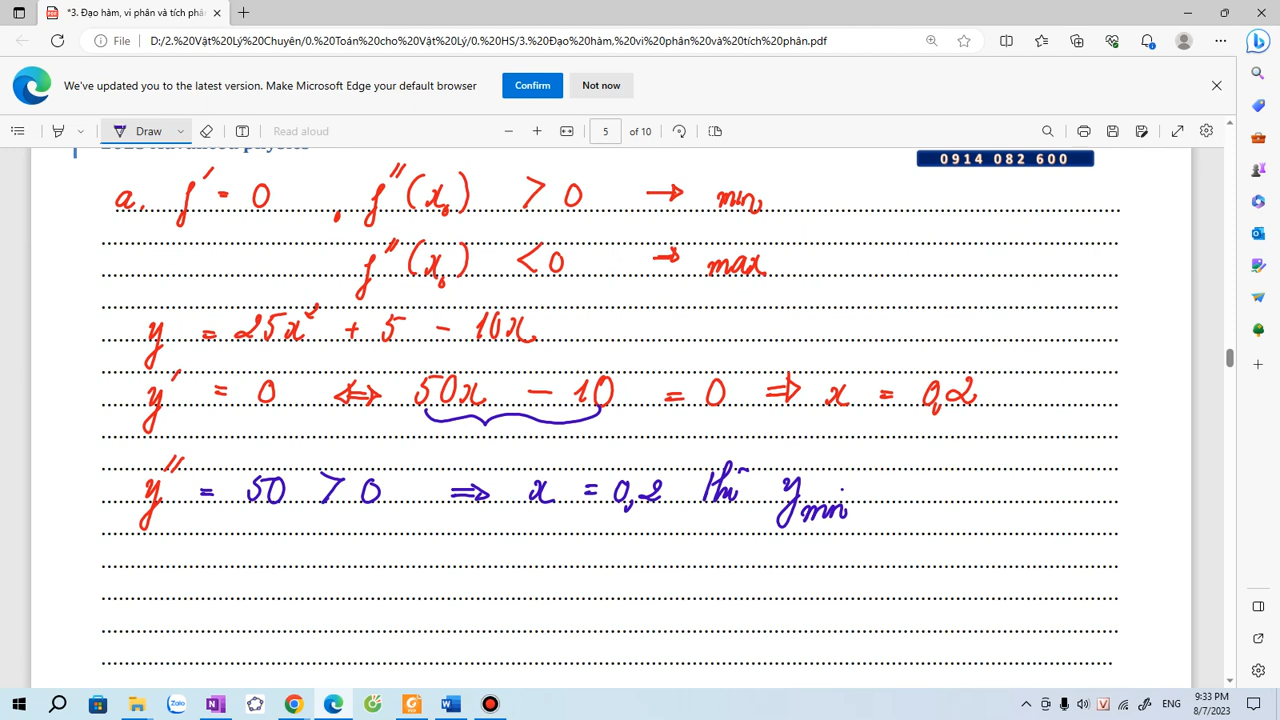 *3. Đạo hàm, vi phân và tích phâ
File
D:/2.%20Vật%20Lý%20Chuyên/0.%20Toán%20cho%20Vật%20Lý/0.%20HS/3.%20Đạo%20hàm,%20vi%20phân%20và%20tích%20phân.pdf
We've updated you to the latest version. Make Microsoft Edge your default browser
Confirm
Not now
Draw
Read aloud
5 of 10
0914 082 600
a. f' = 0 , f''(x₀) > 0 → min
f''(x₀) < 0 → max
y = 25x² + 5 - 10x
y' = 0 ⇔ 50x - 10 = 0 ⇒ x = 0,2
y'' = 50 > 0 ⇒ x = 0,2 thì y min
Zalo
ENG
9:33 PM
8/7/2023